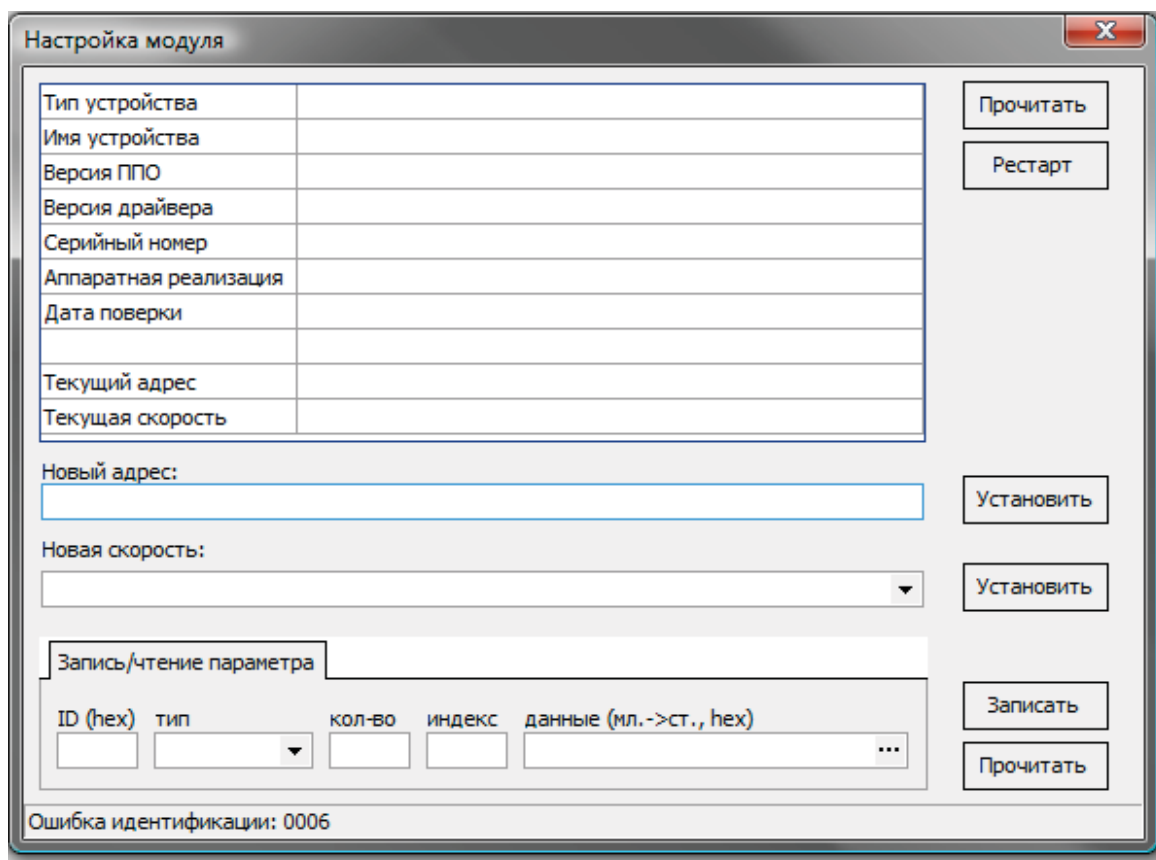 Настройка модуля
Тип устройства
Прочитать
Имя устройства
Версия ППО
Рестарт
Версия драйвера
Серийный номер
Аппаратная реализация
Дата поверки
Текущий адрес
Текущая скорость
Новый адрес:
Установить
Новая скорость:
Установить
Запись/чтение параметра
ID (hex) тип кол-во индекс данные (мл.->ст., hex)
Записать
...
Прочитать
Ошибка идентификации: 0006